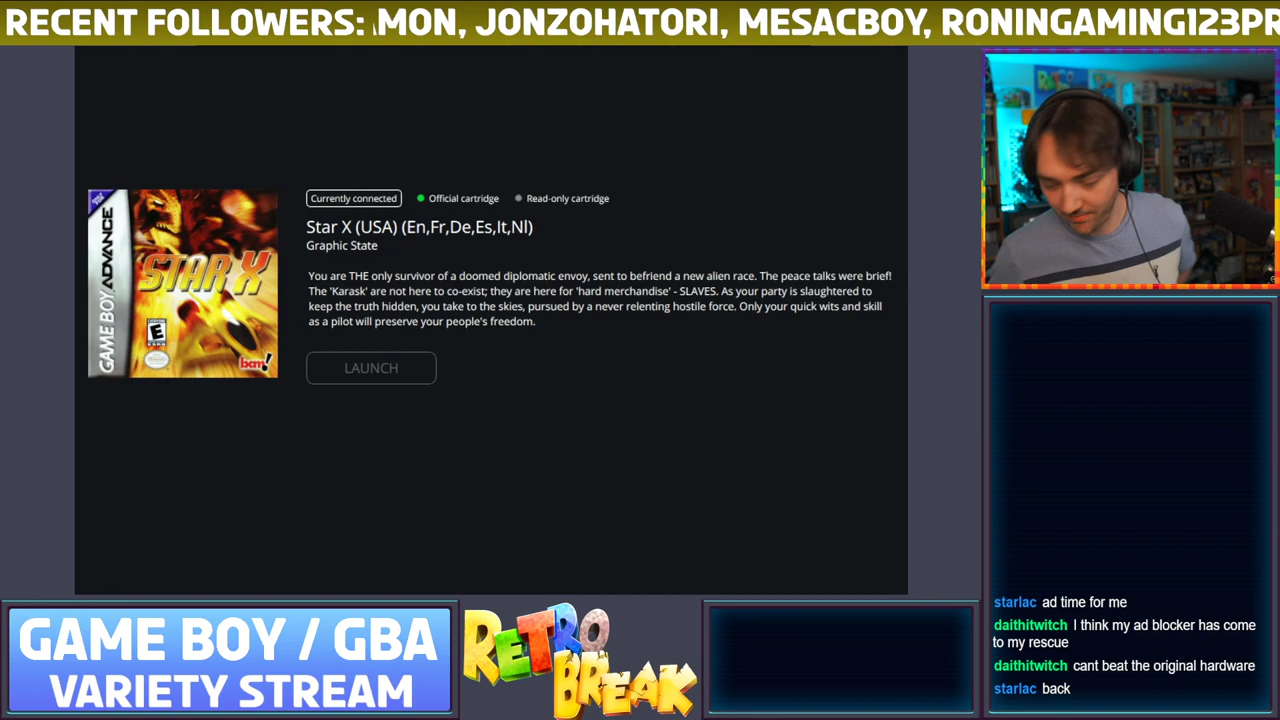 RECENT FOLLOWERS: MON, JONZOHATORI, MESACBOY, RONINGAMING123PR
GAME BOY ADVANCE
STAR X
EVERYONE
E
bam!
Currently connected
Official cartridge
Read-only cartridge
Star X (USA) (En,Fr,De,Es,It,Nl)
Graphic State
You are THE only survivor of a doomed diplomatic envoy, sent to befriend a new alien race. The peace talks were brief!
The 'Karask' are not here to co-exist; they are here for 'hard merchandise' - SLAVES. As your party is slaughtered to
keep the truth hidden, you take to the skies, pursued by a never relenting hostile force. Only your quick wits and skill
as a pilot will preserve your people's freedom.
LAUNCH
starlac ad time for me
daithitwitch I think my ad blocker has come
to my rescue
daithitwitch cant beat the original hardware
starlac back
GAME BOY / GBA
VARIETY STREAM
RETRO
BREAK